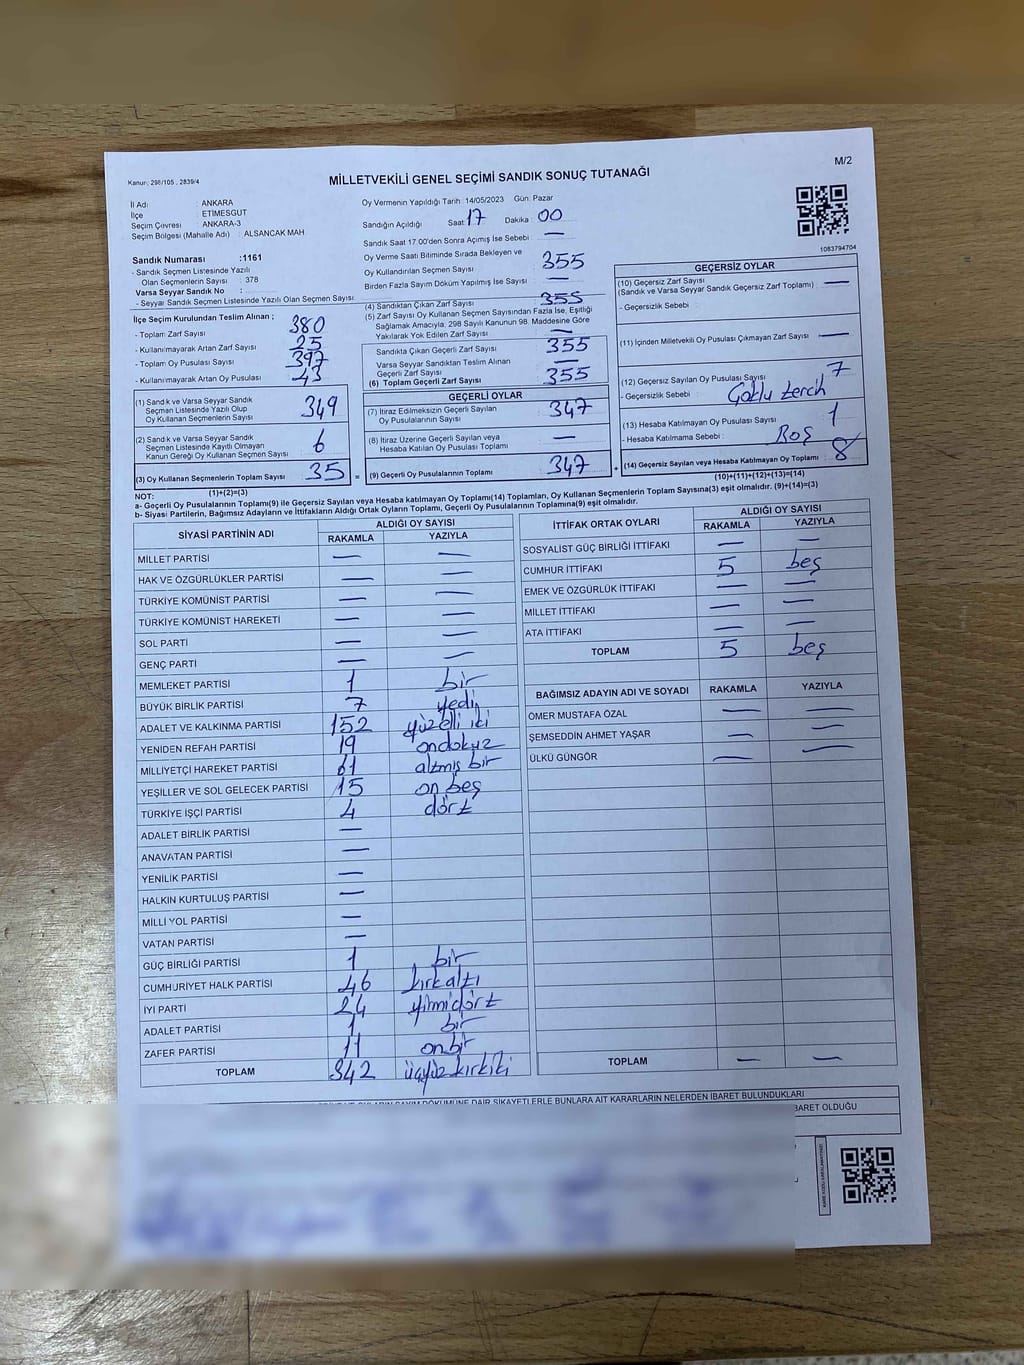 Kanun: 298/105 , 2839/4
M/2
MİLLETVEKİLİ GENEL SEÇİMİ SANDIK SONUÇ TUTANAĞI
İl Adı : ANKARA
İlçe : ETİMESGUT
Seçim Çevresi : ANKARA-3
Seçim Bölgesi (Mahalle Adı) : ALSANCAK MAH
Sandık Numarası :1161
- Sandık Seçmen Listesinde Yazılı
Olan Seçmenlerin Sayısı : 378
Varsa Seyyar Sandık No :
- Seyyar Sandık Seçmen Listesinde Yazılı Olan Seçmen Sayısı:
İlçe Seçim Kurulundan Teslim Alınan ;
- Toplam Zarf Sayısı 380
- Kullanılmayarak Artan Zarf Sayısı 25
- Toplam Oy Pusulası Sayısı 397
- Kullanılmayarak Artan Oy Pusulası 43
(1) Sandık ve Varsa Seyyar Sandık
Seçmen Listesinde Yazılı Olup
Oy Kullanan Seçmenlerin Sayısı 349
(2) Sandık ve Varsa Seyyar Sandık
Seçmen Listesinde Kayıtlı Olmayan
Kanun Gereği Oy Kullanan Seçmen Sayısı 6
(3) Oy Kullanan Seçmenlerin Toplam Sayısı 35
(1)+(2)=(3)
Oy Vermenin Yapıldığı Tarih : 14/05/2023 Gün: Pazar
Sandığın Açıldığı Saat 17 Dakika : 00
Sandık Saat 17.00'den Sonra Açımış İse Sebebi : —
Oy Verme Saati Bitiminde Sırada Bekleyen ve
Oy Kullandırılan Seçmen Sayısı 355
Birden Fazla Sayım Döküm Yapılmış İse Sayısı : —
(4) Sandıktan Çıkan Zarf Sayısı 355
(5) Zarf Sayısı Oy Kullanan Seçmen Sayısından Fazla İse, Eşitliği
Sağlamak Amacıyla, 298 Sayılı Kanunun 98. Maddesine Göre
Yakılarak Yok Edilen Zarf Sayısı —
Sandıkta Çıkan Geçerli Zarf Sayısı 355
Varsa Seyyar Sandıktan Teslim Alınan
Geçerli Zarf Sayısı —
(6) Toplam Geçerli Zarf Sayısı 355
GEÇERLİ OYLAR
(7) İtiraz Edilmeksizin Geçerli Sayılan
Oy Pusulalarının Sayısı 347
(8) İtiraz Üzerine Geçerli Sayılan veya
Hesaba Katılan Oy Pusulası Toplamı —
= (9) Geçerli Oy Pusulalarının Toplamı 347 +
1083794704
GEÇERSİZ OYLAR
(10) Geçersiz Zarf Sayısı
(Sandık ve Varsa Seyyar Sandık Geçersiz Zarf Toplamı) : —
- Geçersizlik Sebebi :
(11) İçinden Milletvekili Oy Pusulası Çıkmayan Zarf Sayısı —
(12) Geçersiz Sayılan Oy Pusulası Sayısı 7
- Geçersizlik Sebebi : Çoklu tercih
(13) Hesaba Katılmayan Oy Pusulası Sayısı 1
- Hesaba Katılmama Sebebi : Boş
(14) Geçersiz Sayılan veya Hesaba Katılmayan Oy Toplamı 8
(10)+(11)+(12)+(13)=(14)
NOT:
a- Geçerli Oy Pusulalarının Toplamı(9) ile Geçersiz Sayılan veya Hesaba katılmayan Oy Toplamı(14) Toplamları, Oy Kullanan Seçmenlerin Toplam Sayısına(3) eşit olmalıdır. (9)+(14)=(3)
b- Siyasi Partilerin, Bağımsız Adayların ve İttifakların Aldığı Ortak Oyların Toplamı, Geçerli Oy Pusulalarının Toplamına(9) eşit olmalıdır.
SİYASİ PARTİNİN ADI ALDIĞI OY SAYISI
RAKAMLA YAZIYLA
MİLLET PARTİSİ — —
HAK VE ÖZGÜRLÜKLER PARTİSİ — —
TÜRKİYE KOMÜNİST PARTİSİ — —
TÜRKİYE KOMÜNİST HAREKETİ — —
SOL PARTİ — —
GENÇ PARTİ — —
MEMLEKET PARTİSİ 1 bir
BÜYÜK BİRLİK PARTİSİ 7 yedi
ADALET VE KALKINMA PARTİSİ 152 yüzelli iki
YENİDEN REFAH PARTİSİ 19 ondokuz
MİLLİYETÇİ HAREKET PARTİSİ 61 altmış bir
YEŞİLLER VE SOL GELECEK PARTİSİ 15 on beş
TÜRKİYE İŞÇİ PARTİSİ 4 dört
ADALET BİRLİK PARTİSİ —
ANAVATAN PARTİSİ —
YENİLİK PARTİSİ —
HALKIN KURTULUŞ PARTİSİ —
MİLLİ YOL PARTİSİ —
VATAN PARTİSİ —
GÜÇ BİRLİĞİ PARTİSİ 1 bir
CUMHURİYET HALK PARTİSİ 46 kırkaltı
İYİ PARTİ 24 yirmidört
ADALET PARTİSİ 1 bir
ZAFER PARTİSİ 11 onbir
TOPLAM 342 üçyüzkırkiki
İTTİFAK ORTAK OYLARI ALDIĞI OY SAYISI
RAKAMLA YAZIYLA
SOSYALİST GÜÇ BİRLİĞİ İTTİFAKI — —
CUMHUR İTTİFAKI 5 beş
EMEK VE ÖZGÜRLÜK İTTİFAKI — —
MİLLET İTTİFAKI — —
ATA İTTİFAKI — —
TOPLAM 5 beş
BAĞIMSIZ ADAYIN ADI VE SOYADI RAKAMLA YAZIYLA
ÖMER MUSTAFA ÖZAL — —
ŞEMSEDDİN AHMET YAŞAR — —
ÜLKÜ GÜNGÖR — —
TOPLAM — —
SAYIM DÖKÜMÜNE DAİR ŞİKAYETLERLE BUNLARA AİT KARARLARIN NELERDEN İBARET BULUNDUKLARI
İBARET OLDUĞU